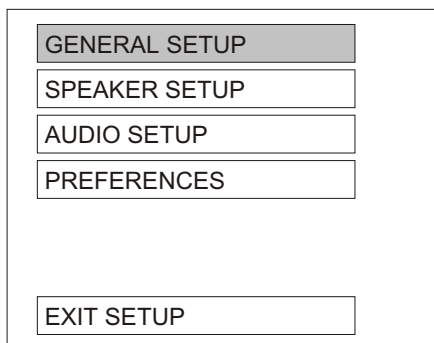 GENERAL SETUP
SPEAKER SETUP
AUDIO SETUP
PREFERENCES
EXIT SETUP